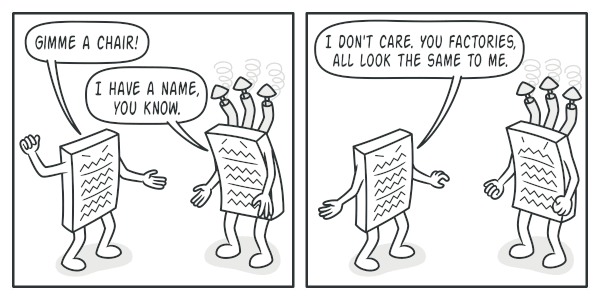 GIMME A CHAIR!
I HAVE A NAME,
YOU KNOW.
I DON'T CARE. YOU FACTORIES,
ALL LOOK THE SAME TO ME.